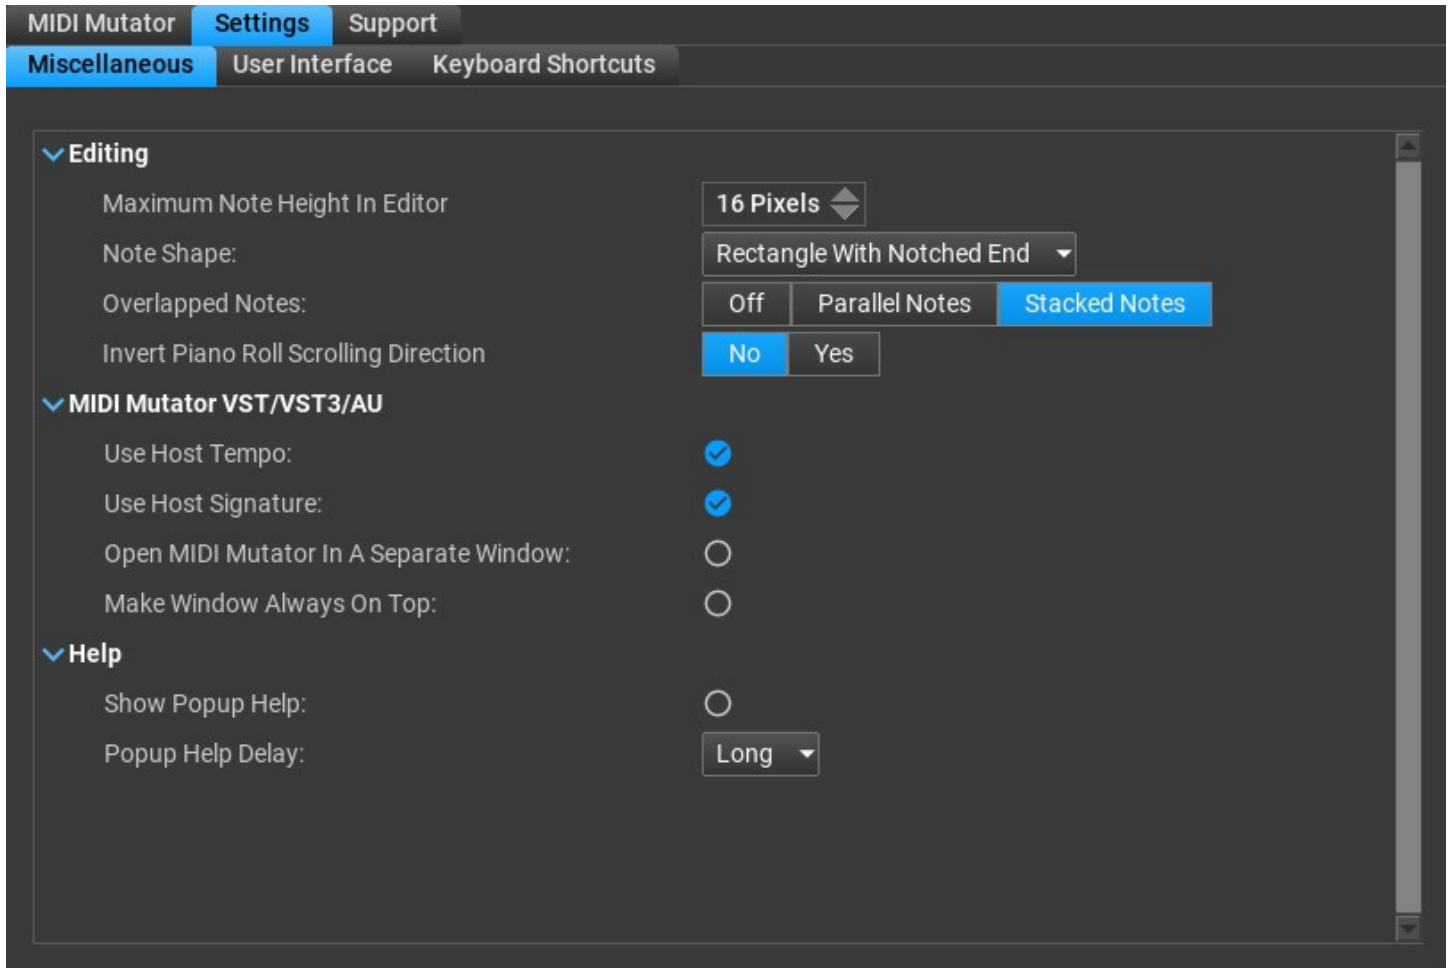 MIDI Mutator Settings Support
Miscellaneous User Interface Keyboard Shortcuts
Editing
Maximum Note Height In Editor 16 Pixels
Note Shape: Rectangle With Notched End
Overlapped Notes: Off Parallel Notes Stacked Notes
Invert Piano Roll Scrolling Direction No Yes
MIDI Mutator VST/VST3/AU
Use Host Tempo:
Use Host Signature:
Open MIDI Mutator In A Separate Window:
Make Window Always On Top:
Help
Show Popup Help:
Popup Help Delay: Long